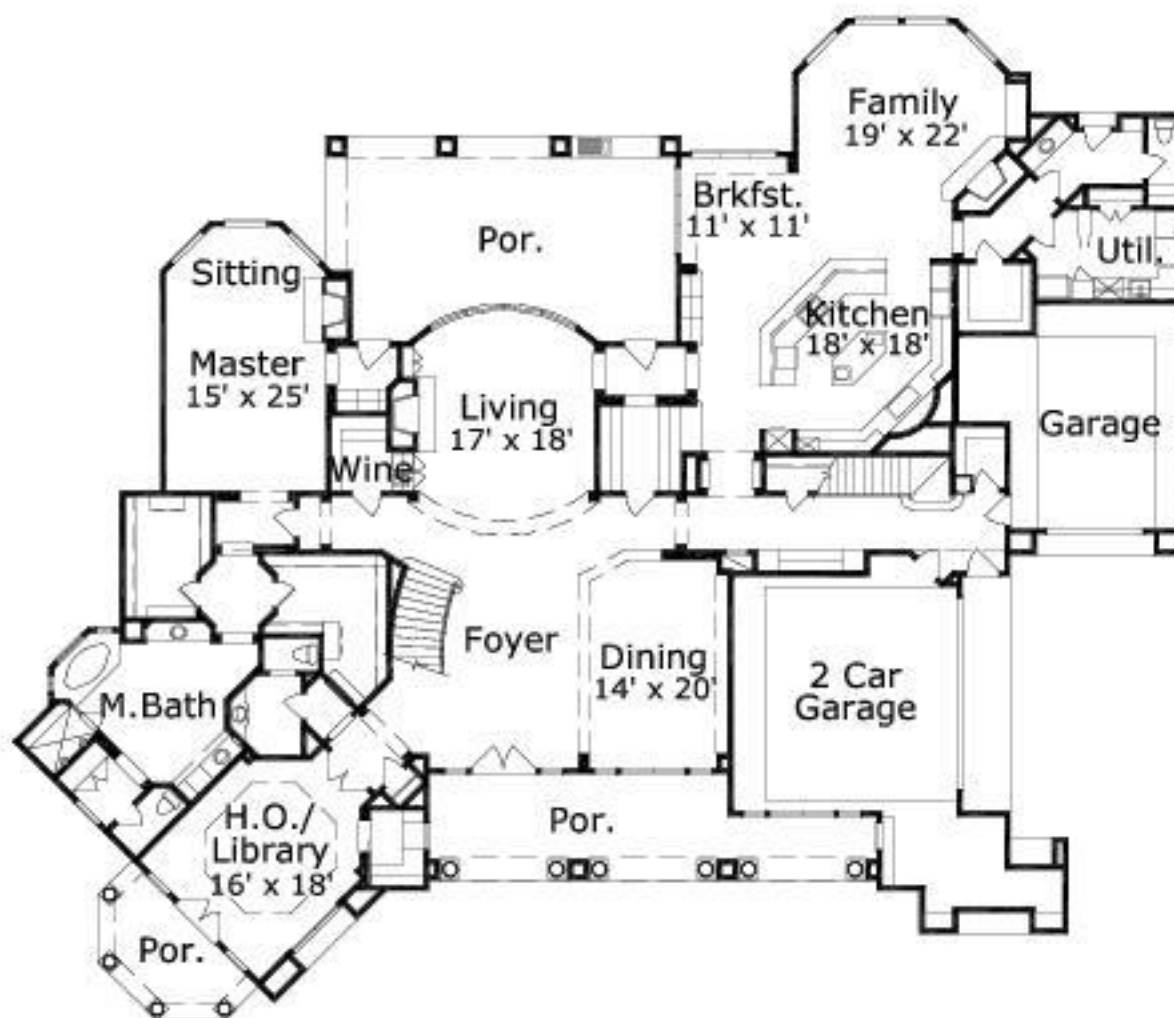 Family
19' x 22'
Brkfst.
11' x 11'
Por.
Util.
Sitting
Kitchen
18' x 18'
Master
15' x 25'
Living
17' x 18'
Garage
Wine
Foyer
Dining
14' x 20'
2 Car
Garage
M.Bath
H.O./
Library
16' x 18'
Por.
Por.